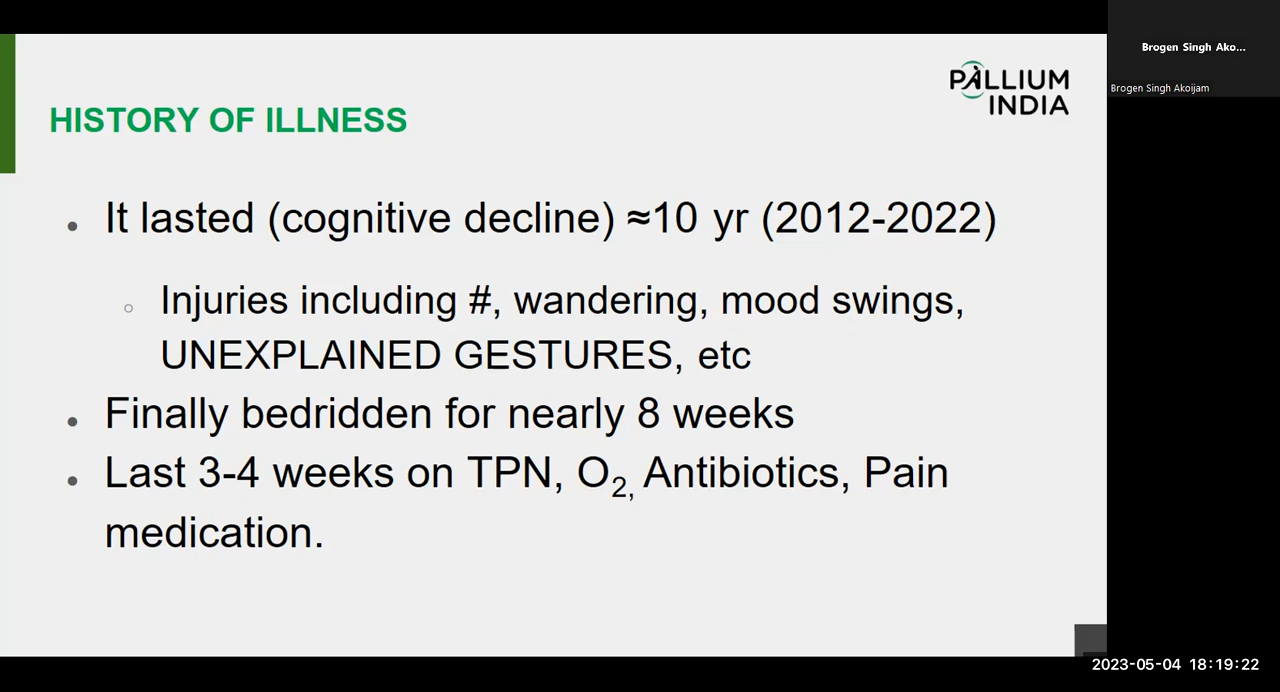 PALLIUM
INDIA
HISTORY OF ILLNESS
• It lasted (cognitive decline) ≈10 yr (2012-2022)
○ Injuries including #, wandering, mood swings,
UNEXPLAINED GESTURES, etc
• Finally bedridden for nearly 8 weeks
• Last 3-4 weeks on TPN, O2, Antibiotics, Pain
medication.
Brogen Singh Ako...
Brogen Singh Akoijam
2023-05-04 18:19:22